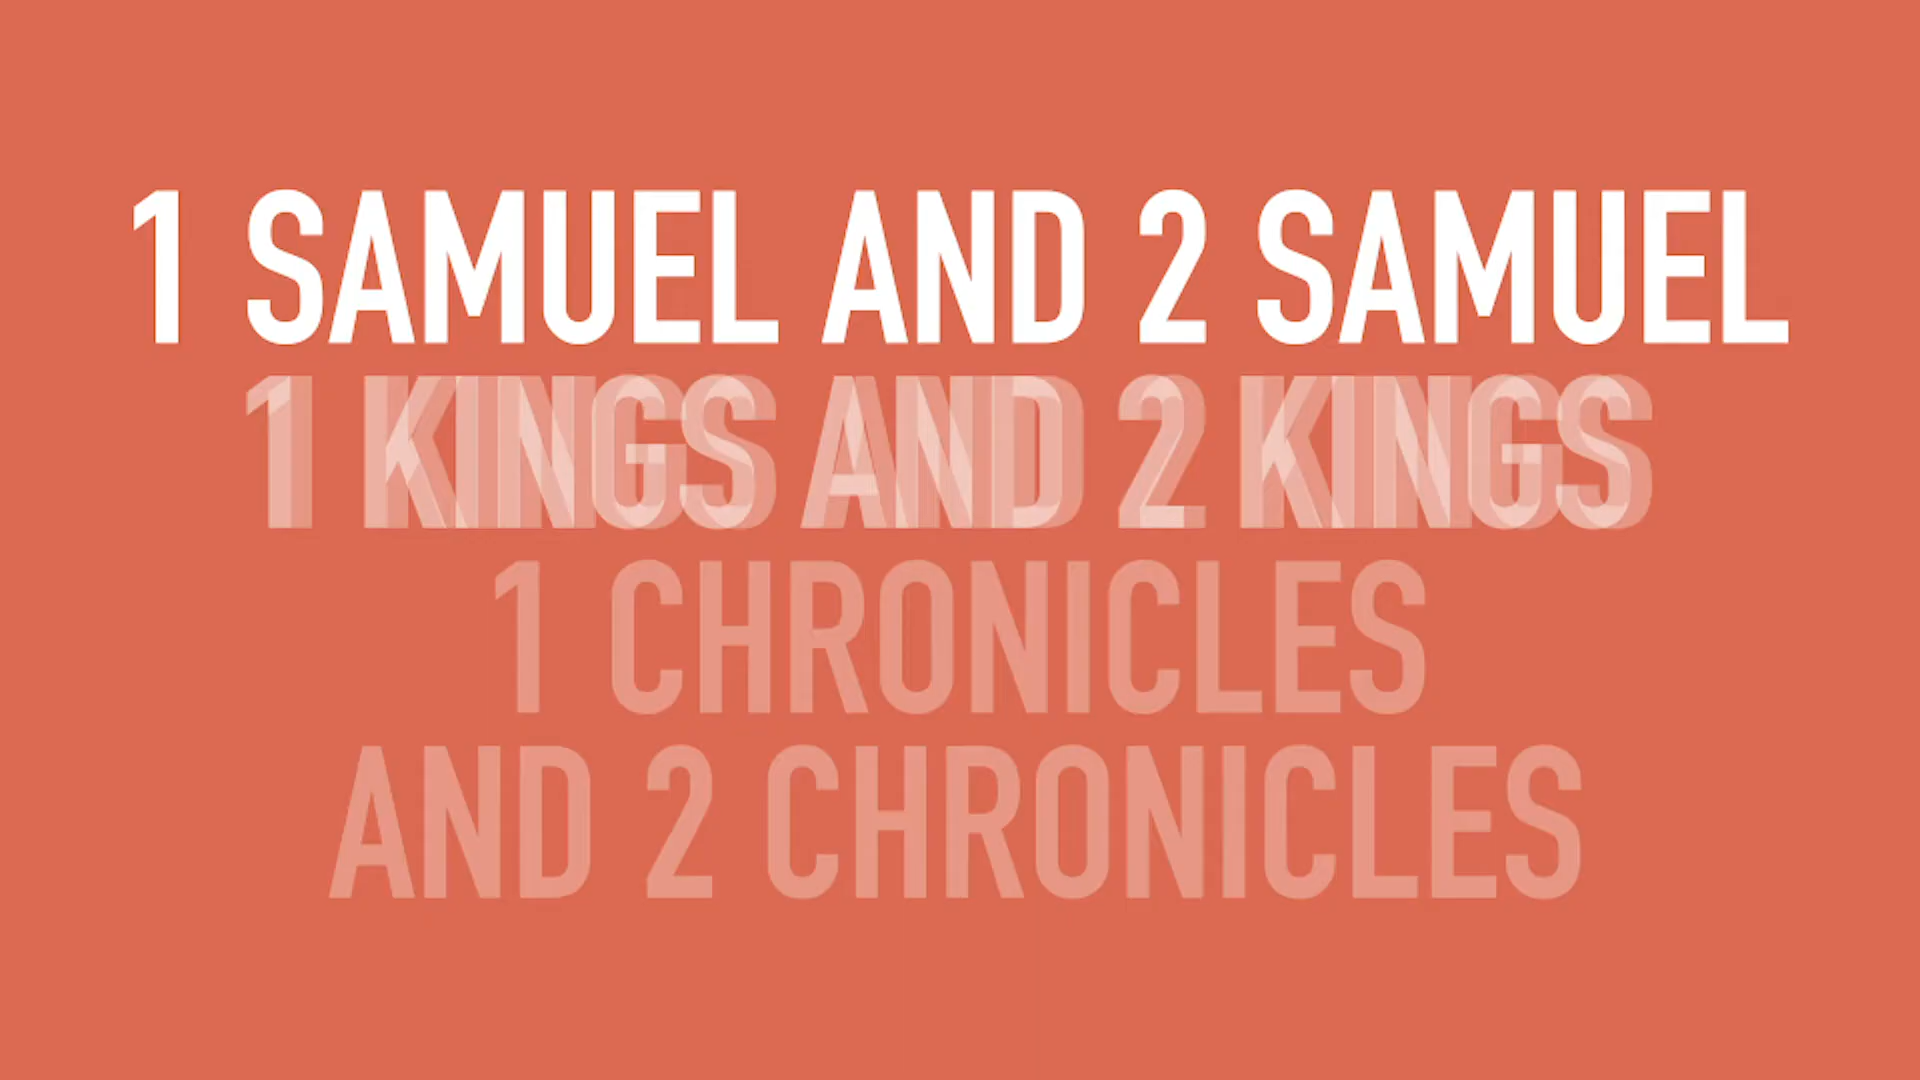 1 SAMUEL AND 2 SAMUEL
1 KINGS AND 2 KINGS
1 CHRONICLES
AND 2 CHRONICLES